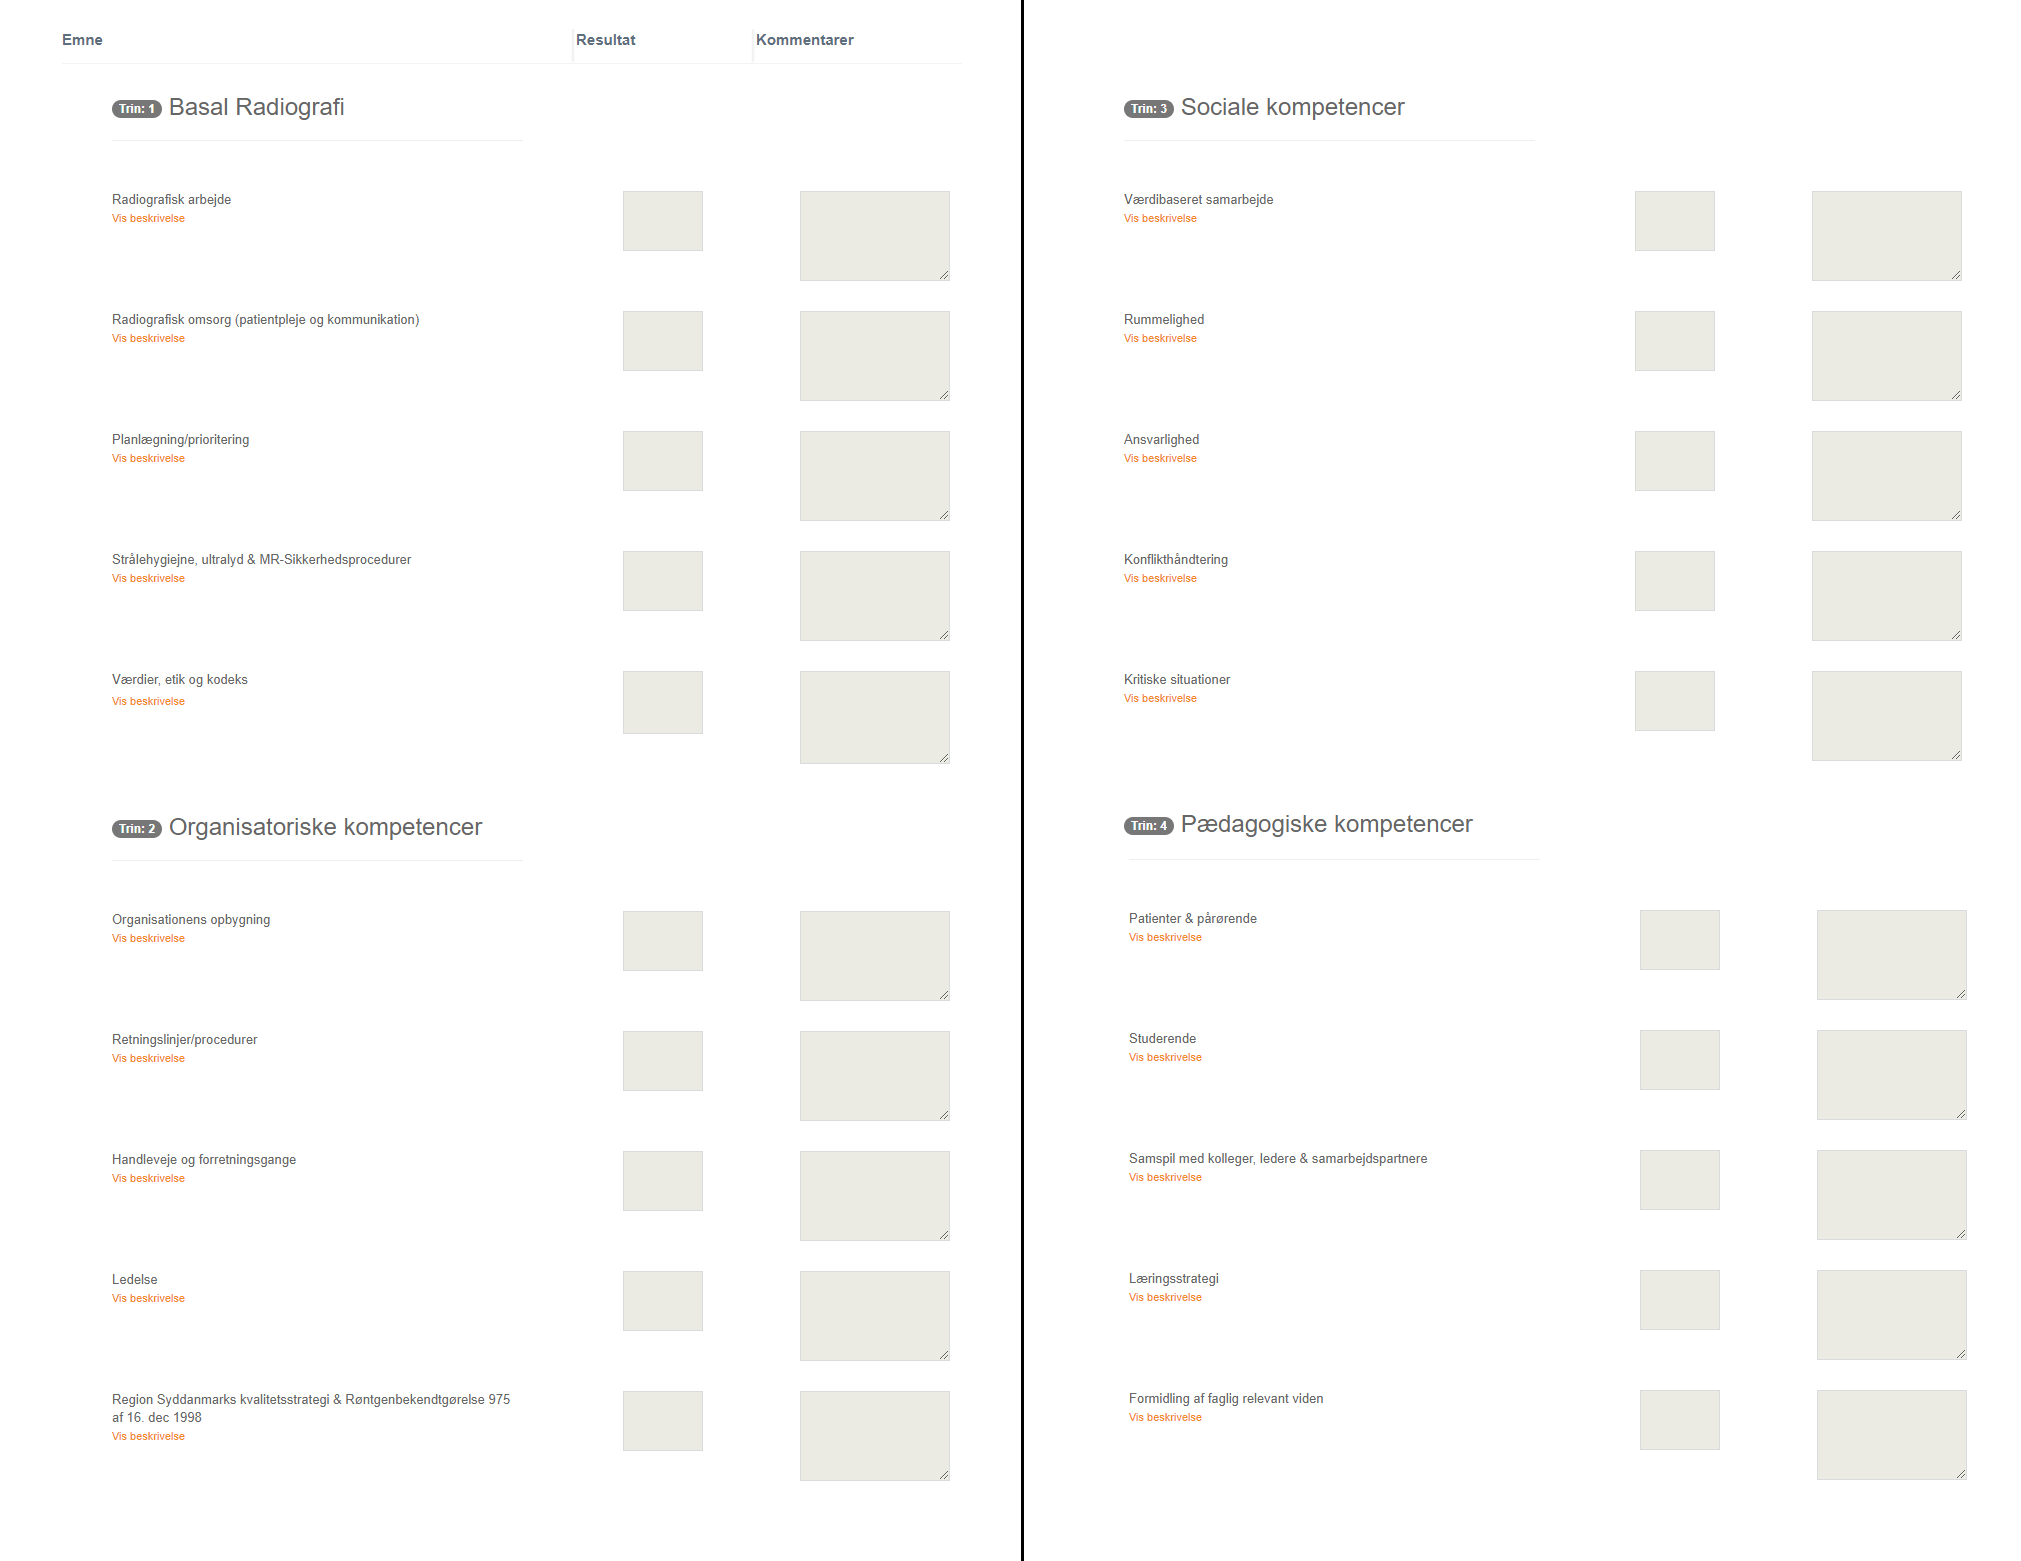 Emne Resultat Kommentarer
Trin: 1 Basal Radiografi
Radiografisk arbejde
Vis beskrivelse
Radiografisk omsorg (patientpleje og kommunikation)
Vis beskrivelse
Planlægning/prioritering
Vis beskrivelse
Strålehygiejne, ultralyd & MR-Sikkerhedsprocedurer
Vis beskrivelse
Værdier, etik og kodeks
Vis beskrivelse
Trin: 2 Organisatoriske kompetencer
Organisationens opbygning
Vis beskrivelse
Retningslinjer/procedurer
Vis beskrivelse
Handleveje og forretningsgange
Vis beskrivelse
Ledelse
Vis beskrivelse
Region Syddanmarks kvalitetsstrategi & Røntgenbekendtgørelse 975
af 16. dec 1998
Vis beskrivelse
Trin: 3 Sociale kompetencer
Værdibaseret samarbejde
Vis beskrivelse
Rummelighed
Vis beskrivelse
Ansvarlighed
Vis beskrivelse
Konflikthåndtering
Vis beskrivelse
Kritiske situationer
Vis beskrivelse
Trin: 4 Pædagogiske kompetencer
Patienter & pårørende
Vis beskrivelse
Studerende
Vis beskrivelse
Samspil med kolleger, ledere & samarbejdspartnere
Vis beskrivelse
Læringsstrategi
Vis beskrivelse
Formidling af faglig relevant viden
Vis beskrivelse